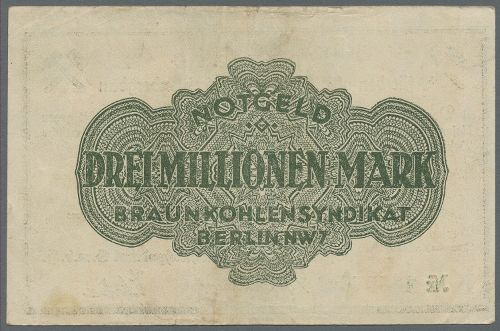 NOTGELD
DREI MILLIONEN MARK
BRAUNKOHLENSYNDIKAT
BERLIN NW7